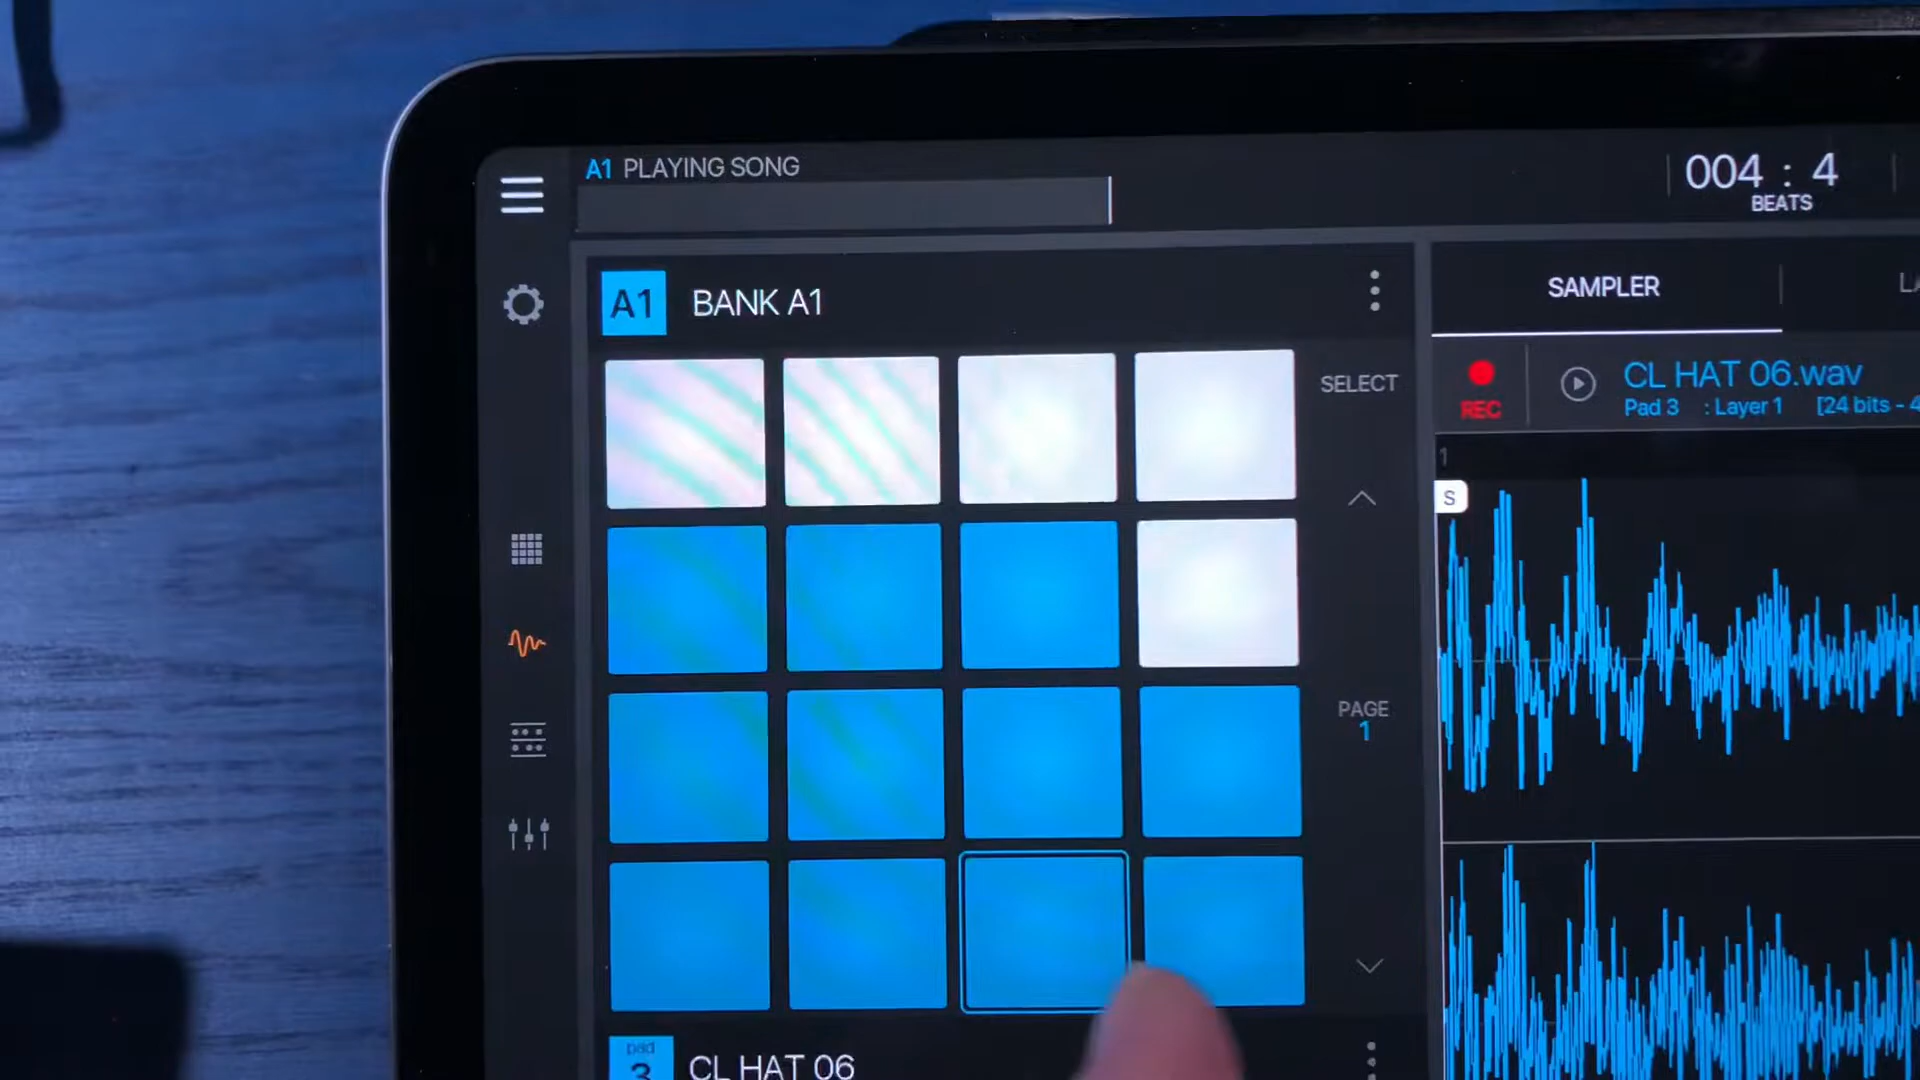 A1 PLAYING SONG
004 : 4
BEATS
A1 BANK A1
SAMPLER
SELECT
REC
CL HAT 06.wav
Pad 3 : Layer 1 [24 bits - 4
1
S
PAGE
1
pad
3
CL HAT 06